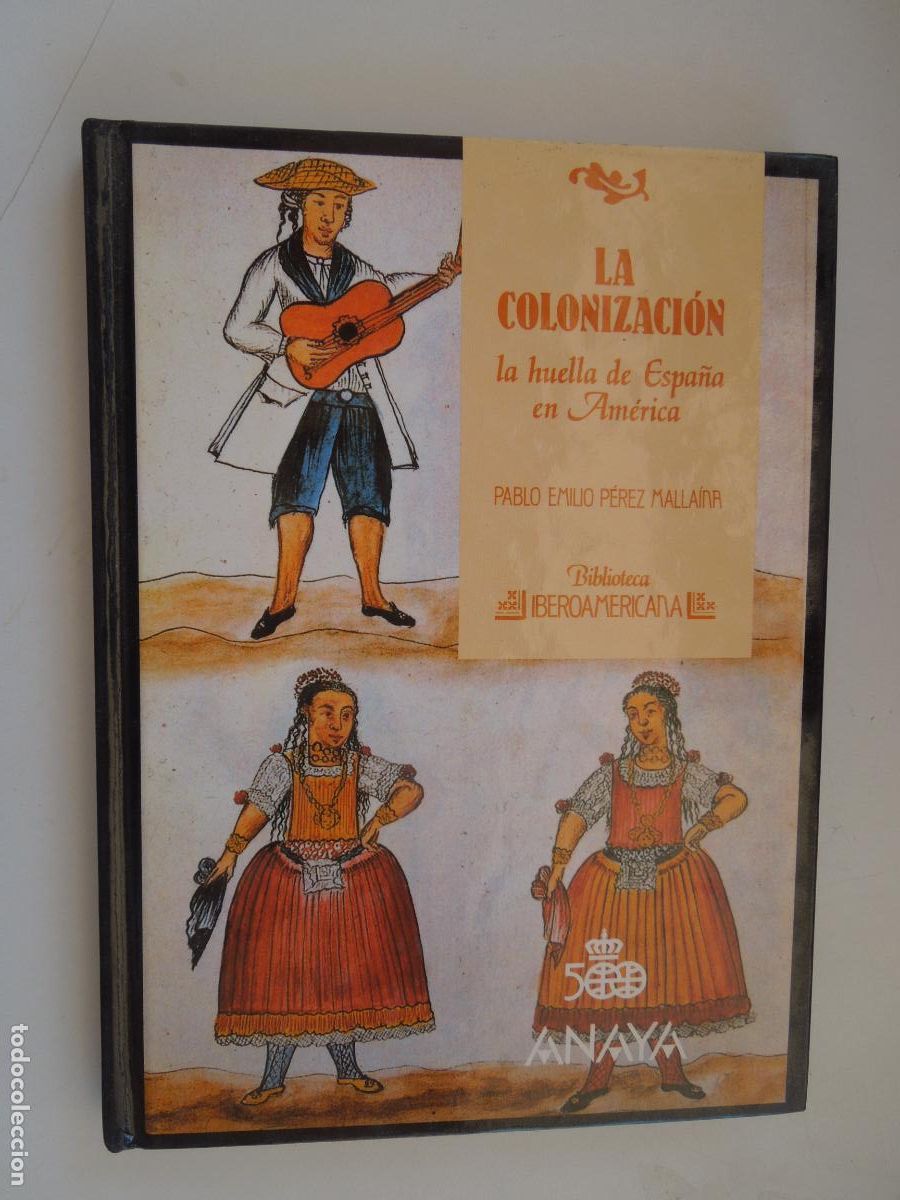 LA
COLONIZACIÓN
la huella de España
en América
PABLO EMILIO PÉREZ MALLAÍNA
Biblioteca
IBEROAMERICANA
500
ANAYA
todocoleccion